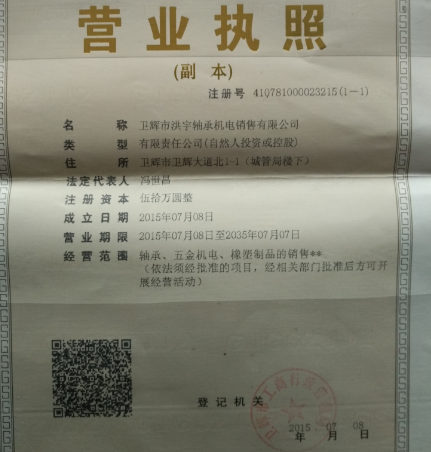 营业执照
(副 本)
注册号 410781000023215(1-1)
名 称 卫辉市洪宇轴承机电销售有限公司
类 型 有限责任公司(自然人投资或控股)
住 所 卫辉市卫辉大道北1-1(城管局楼下)
法定代表人 冯恒昌
注册资本 伍拾万圆整
成立日期 2015年07月08日
营业期限 2015年07月08日至2035年07月07日
经营范围 轴承、五金机电、橡塑制品的销售**
(依法须经批准的项目,经相关部门批准后方可开
展经营活动)
登记机关
2015 07 08
年 月 日